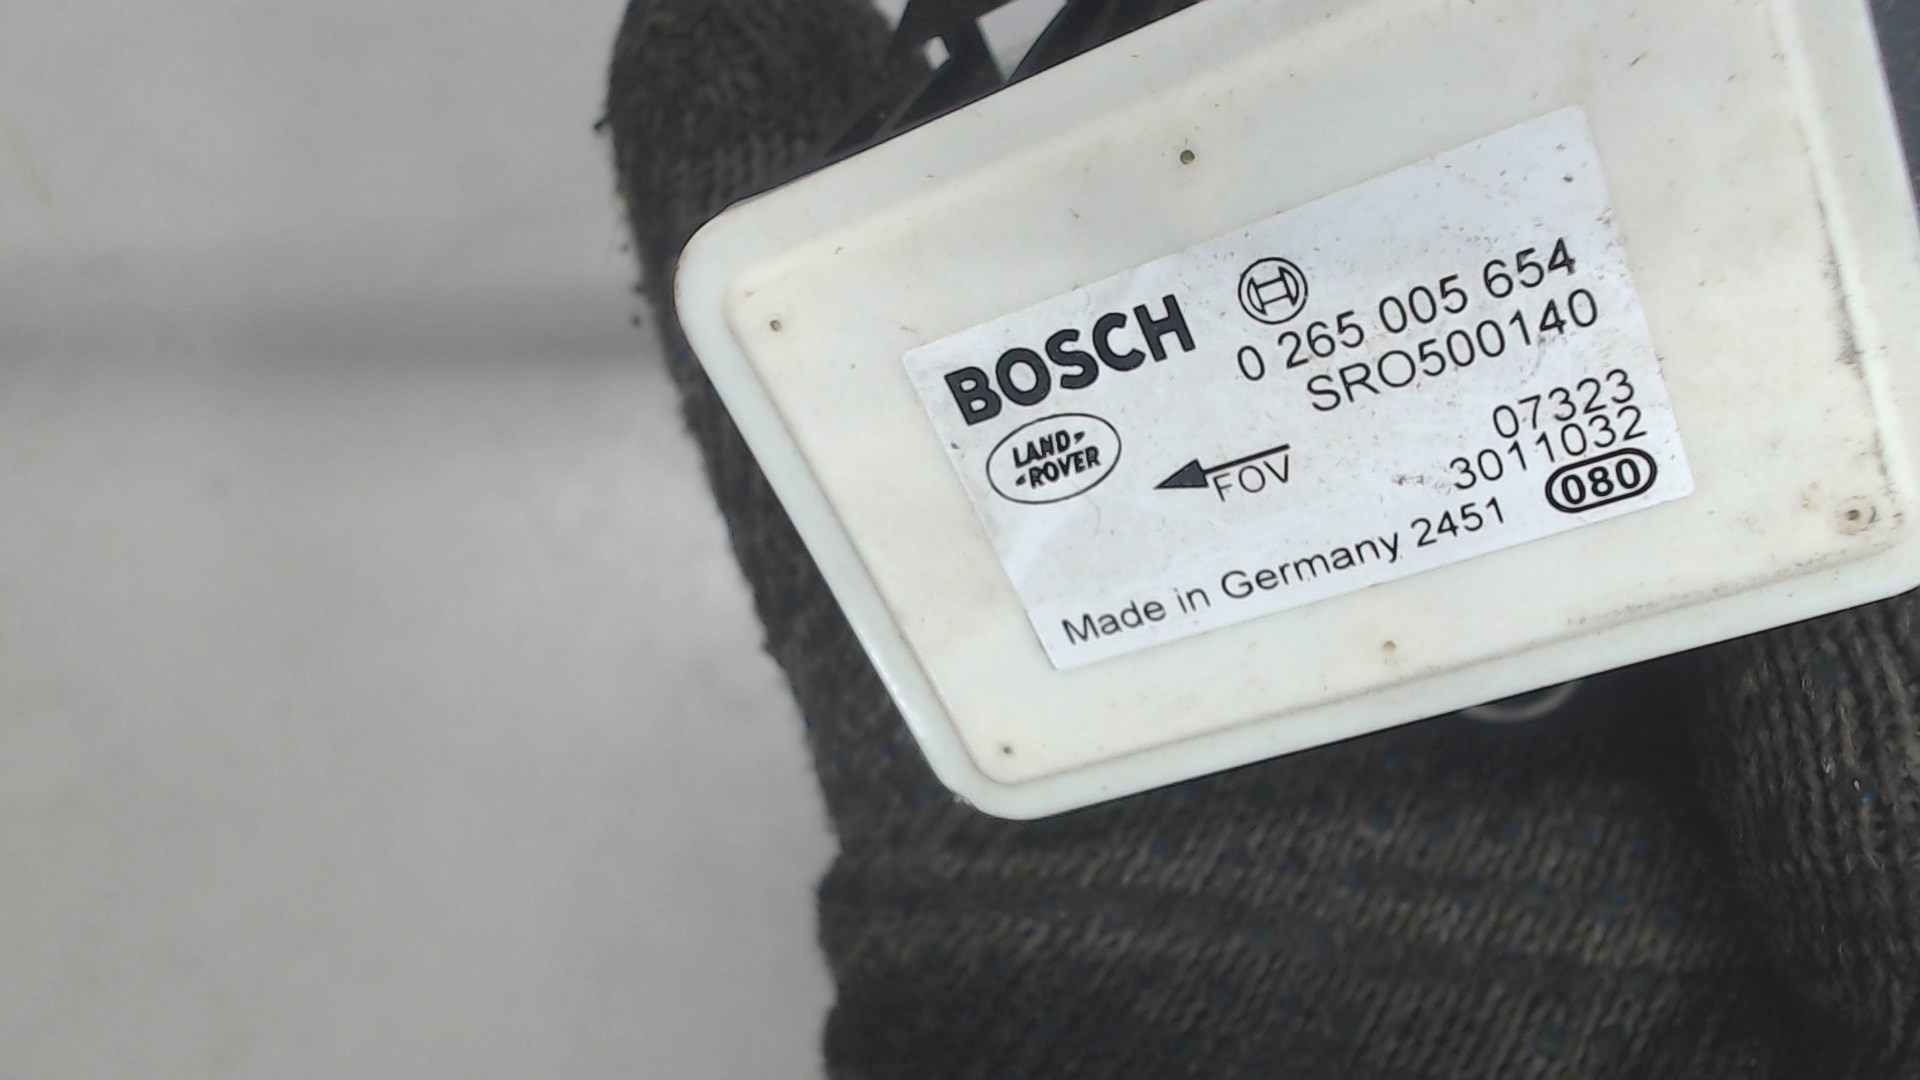 BOSCH
0 265 005 654
SRO500140
LAND-
-ROVER
FOV
07323
3011032
080
Made in Germany 2451